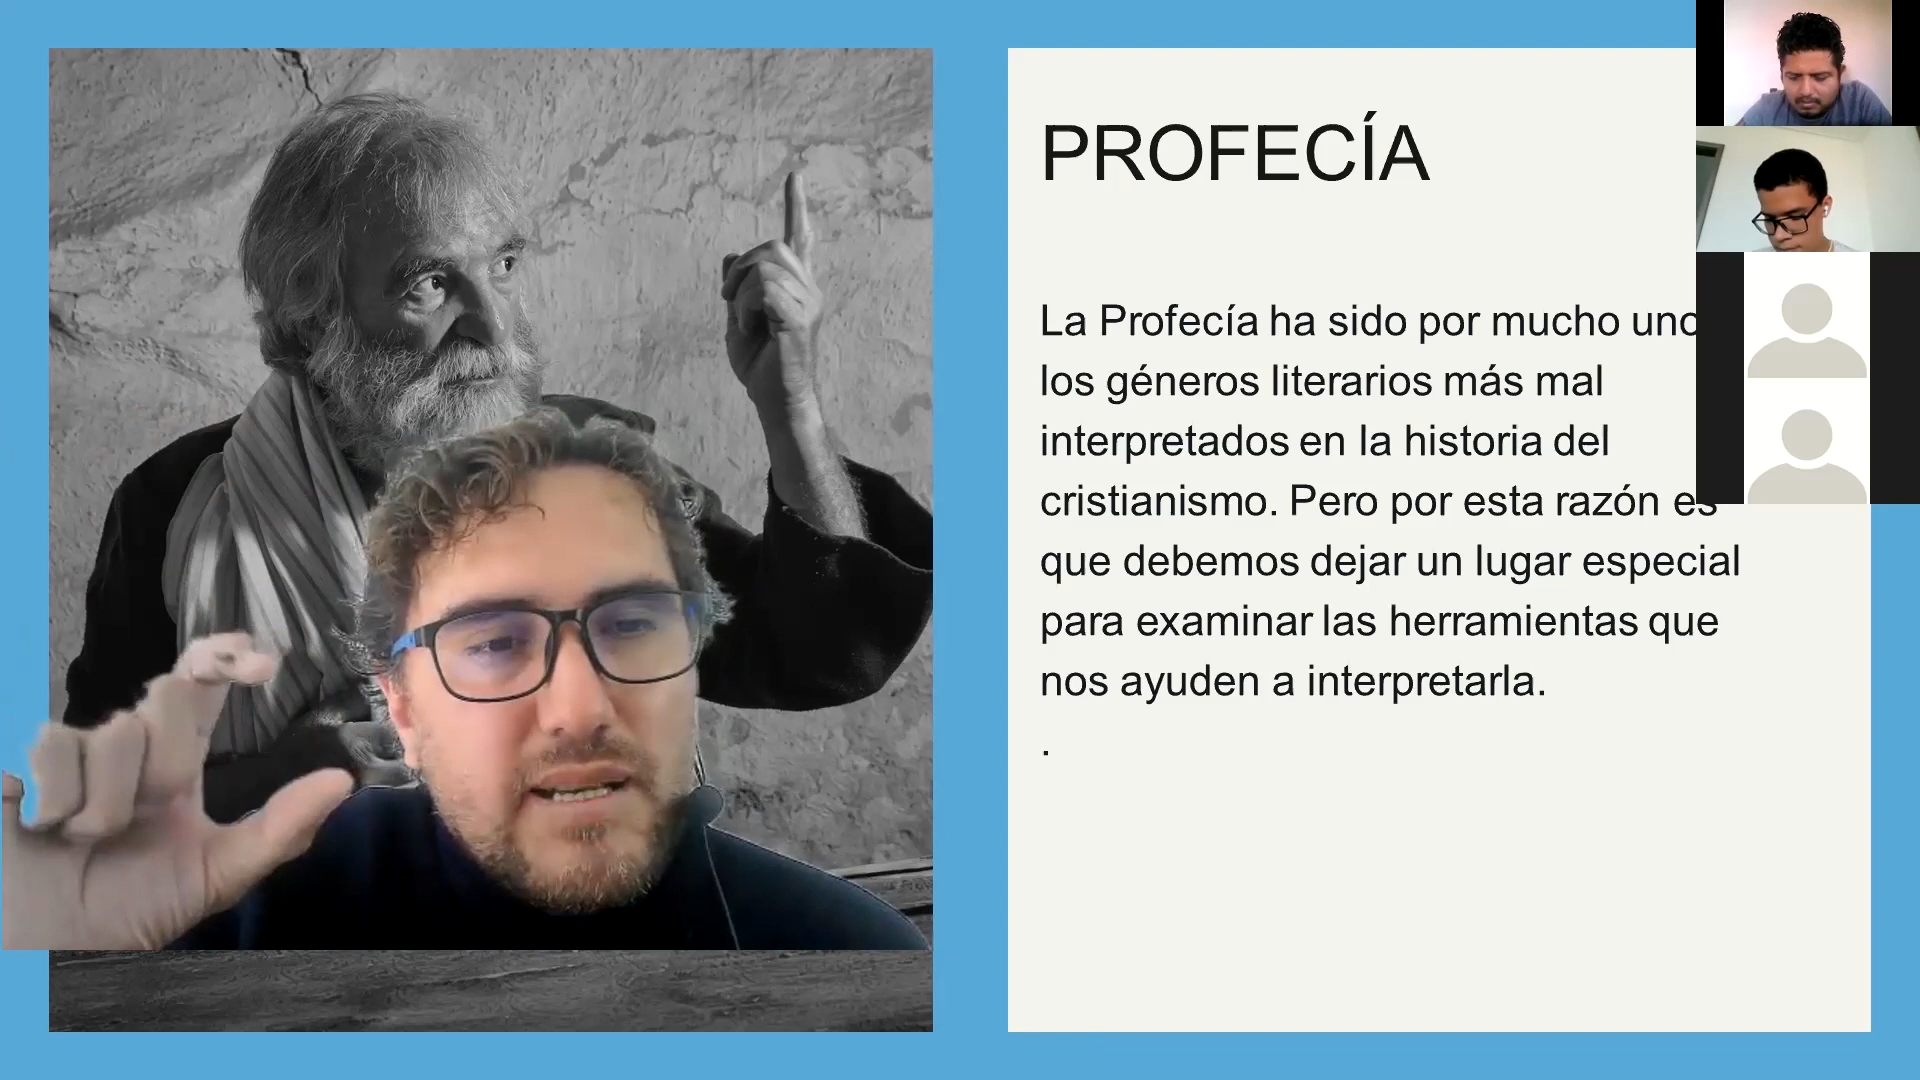 PROFECÍA
La Profecía ha sido por mucho uno
los géneros literarios más mal
interpretados en la historia del
cristianismo. Pero por esta razón es
que debemos dejar un lugar especial
para examinar las herramientas que
nos ayuden a interpretarla.
.